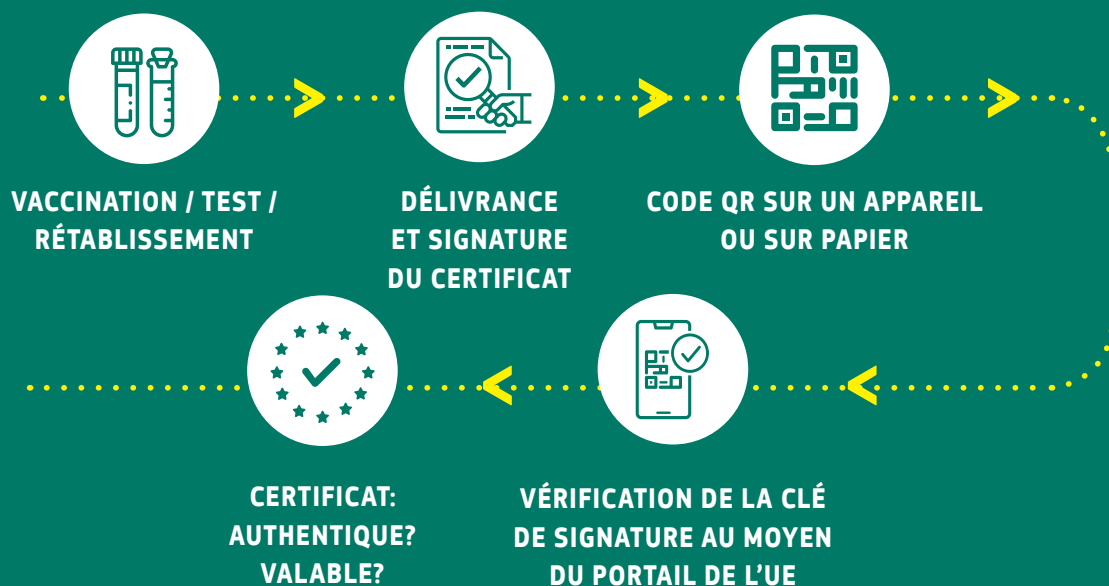 VACCINATION / TEST /
RÉTABLISSEMENT
DÉLIVRANCE
ET SIGNATURE
DU CERTIFICAT
CODE QR SUR UN APPAREIL
OU SUR PAPIER
CERTIFICAT:
AUTHENTIQUE?
VALABLE?
VÉRIFICATION DE LA CLÉ
DE SIGNATURE AU MOYEN
DU PORTAIL DE L’UE